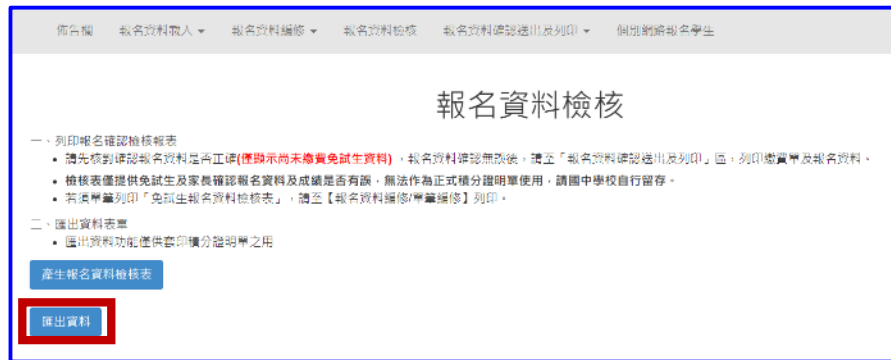 佈告欄 報名資料載入 報名資料編修 報名資料檢核 報名資料確認送出及列印 個別網路報名學生
報名資料檢核
一、列印報名確認檢核報表
• 請先核對確認報名資料是否正確(僅顯示尚未繳費免試生資料),報名資料確認無誤後,請至「報名資料確認送出及列印」區,列印繳費單及報名資料。
• 檢核表僅提供免試生及家長確認報名資料及成績是否有誤,無法作為正式積分證明單使用,請國中學校自行留存。
• 若須單筆列印「免試生報名資料檢核表」,請至【報名資料編修/單筆編修】列印。
二、匯出資料表單
• 匯出資料功能僅供套印積分證明單之用
產生報名資料檢核表
匯出資料